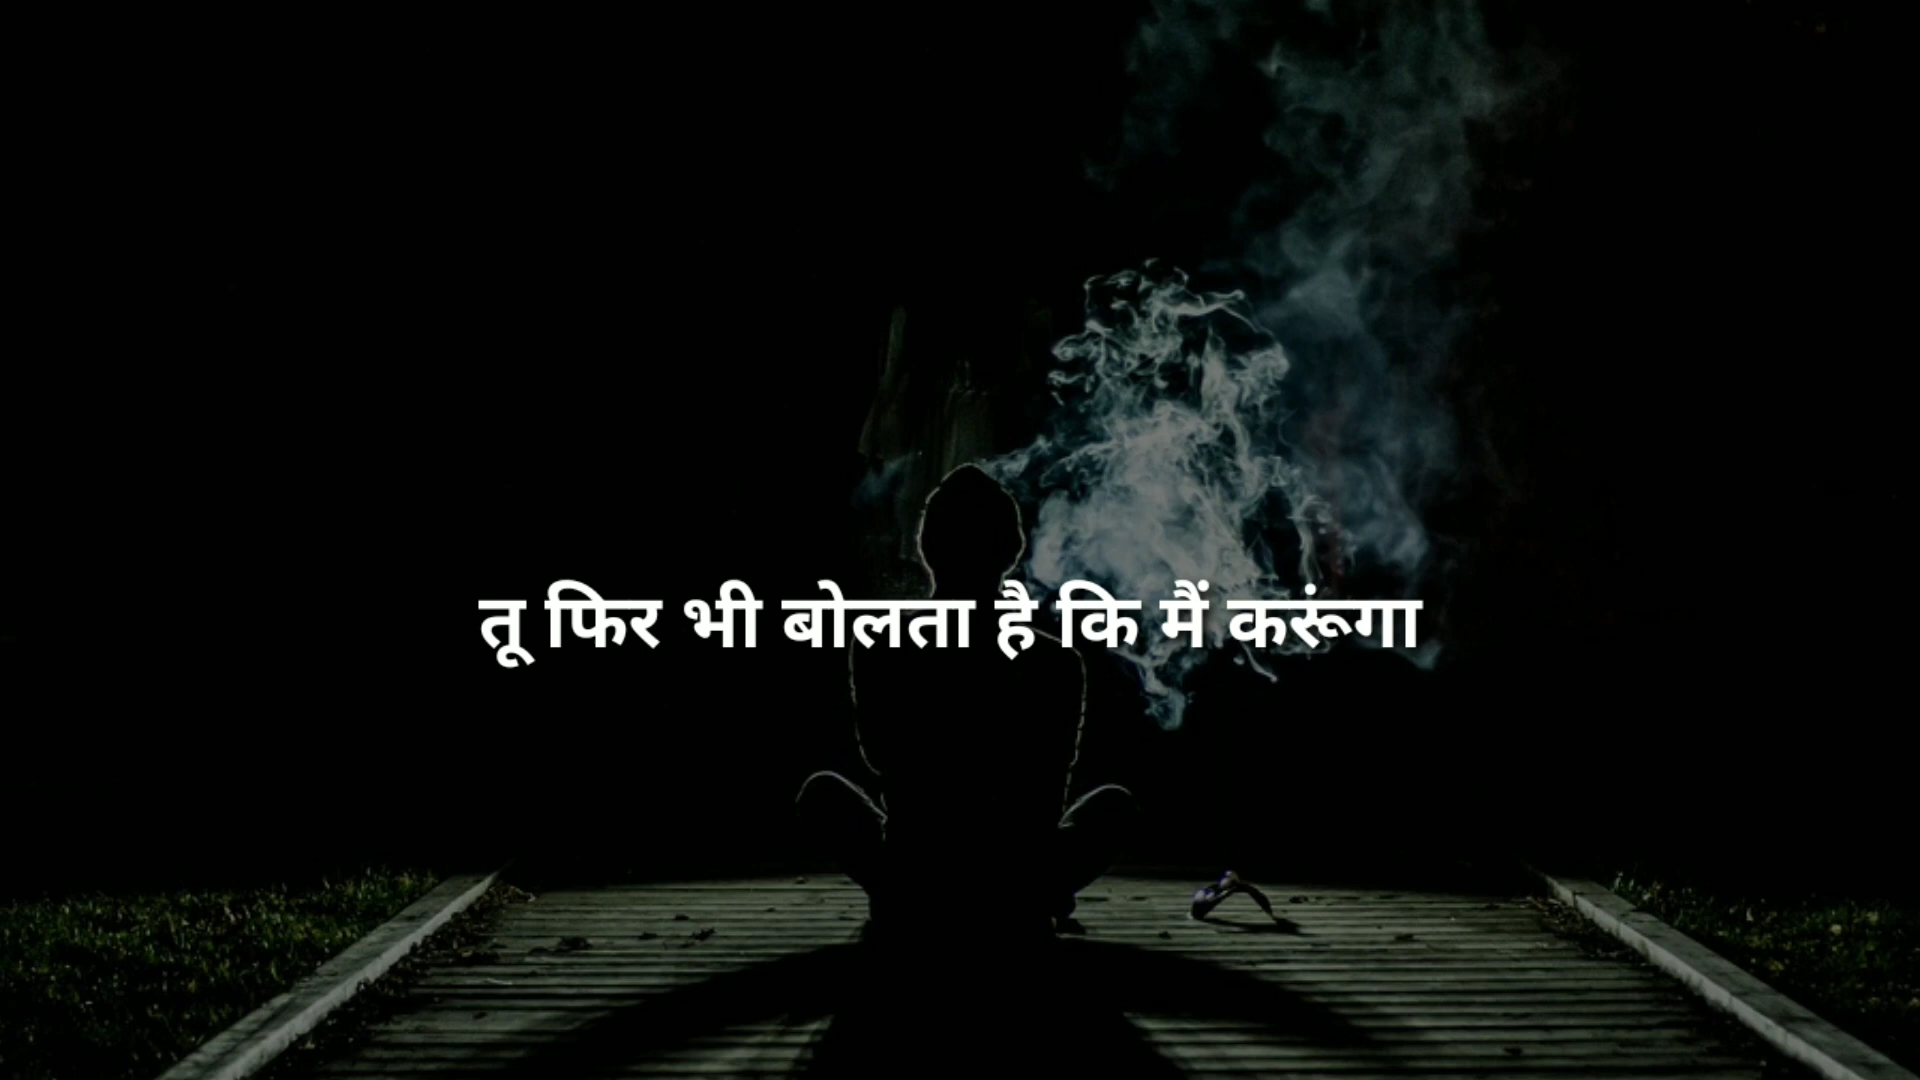 तू फिर भी बोलता है कि मैं करूंगा